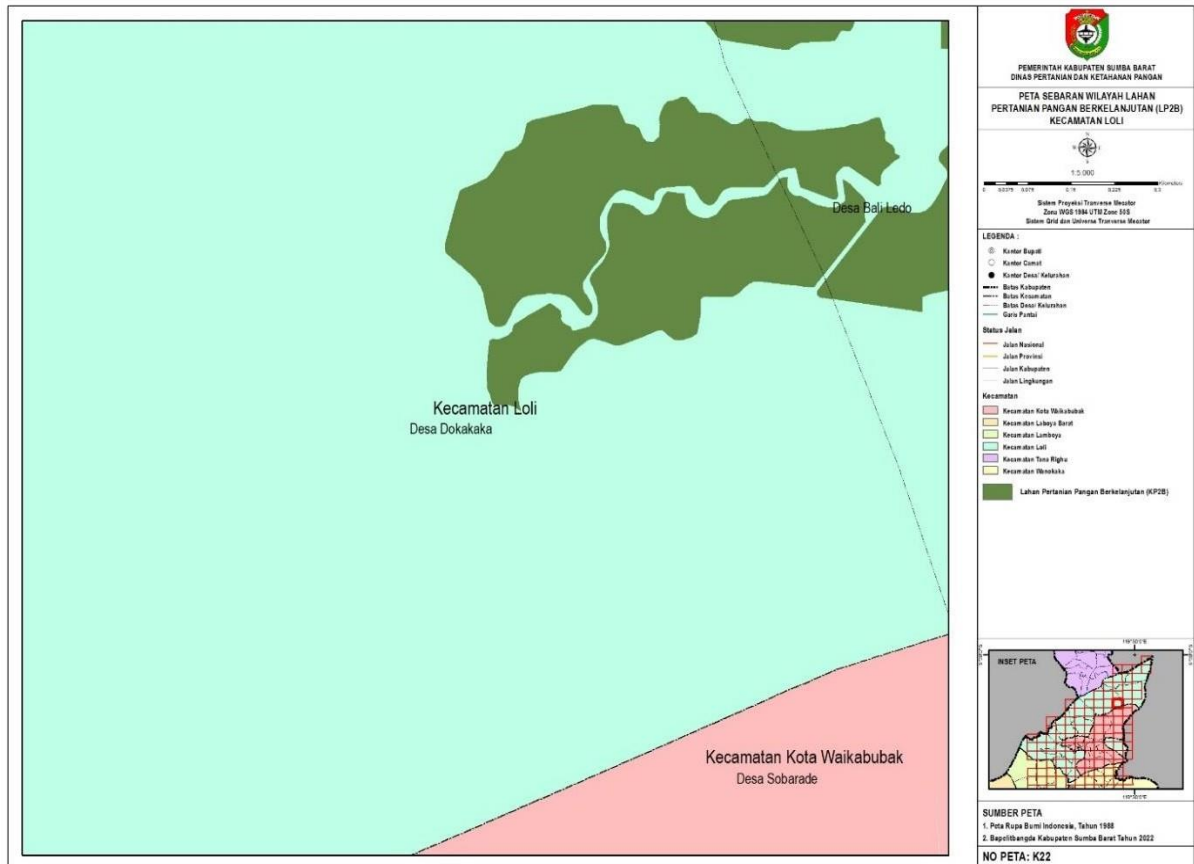 Desa Bali Ledo
Kecamatan Loli
Desa Dokakaka
Kecamatan Kota Waikabubak
Desa Sobarade
PEMERINTAH KABUPATEN SUMBA BARAT
DINAS PERTANIAN DAN KETAHANAN PANGAN
PETA SEBARAN WILAYAH LAHAN
PERTANIAN PANGAN BERKELANJUTAN (LP2B)
KECAMATAN LOLI
1:5.000
Sistem Proyeksi Tranverse Mecator
Zona WGS 1984 UTM Zone 50S
Sistem Grid dan Universe Tranverse Mecator
LEGENDA :
Kantor Bupati
Kantor Camat
Kantor Desa/ Kelurahan
Batas Kabupaten
Batas Kecamatan
Batas Desa/ Kelurahan
Garis Pantai
Status Jalan
Jalan Nasional
Jalan Provinsi
Jalan Kabupaten
Jalan Lingkungan
Kecamatan
Kecamatan Kota Waikabubak
Kecamatan Laboya Barat
Kecamatan Lamboya
Kecamatan Loli
Kecamatan Tana Righu
Kecamatan Wanokaka
Lahan Pertanian Pangan Berkelanjutan (KP2B)
INSET PETA
SUMBER PETA
1. Peta Rupa Bumi Indonesia, Tahun 1988
2. Bapelitbangda Kabupaten Sumba Barat Tahun 2022
NO PETA: K22